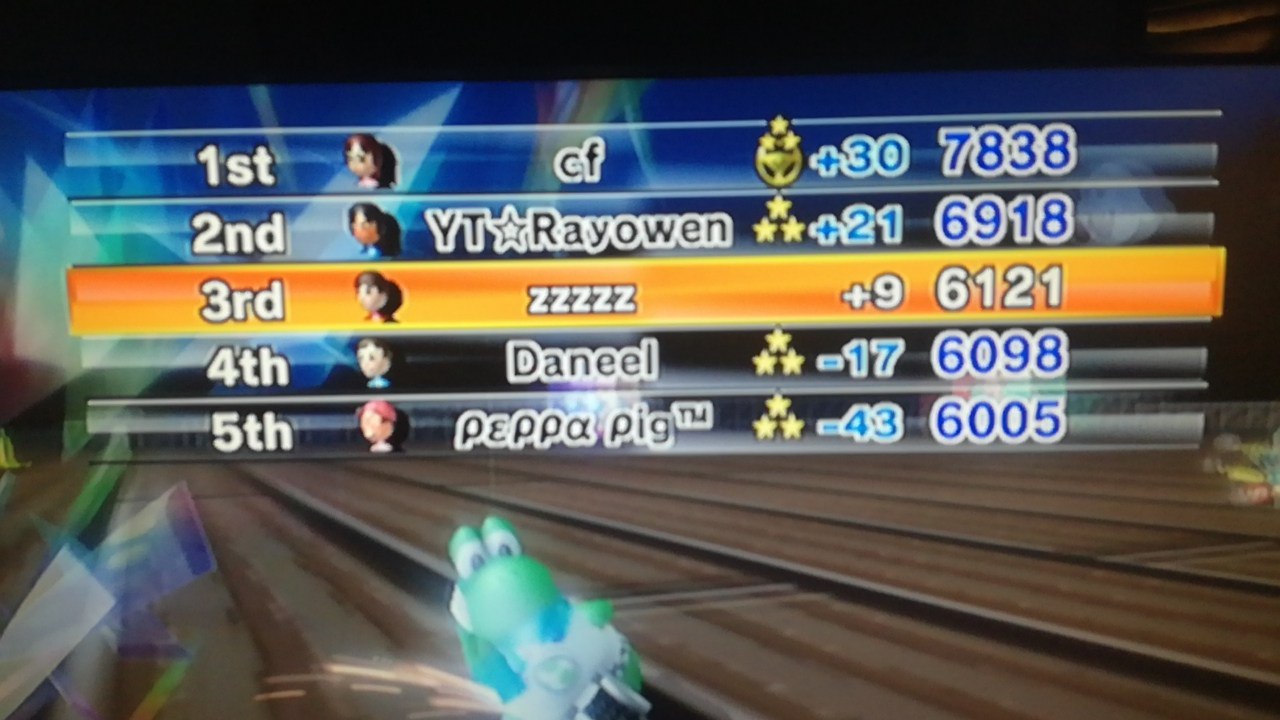 1st cf +30 7838
2nd YT☆Rayowen +21 6918
3rd zzzzz +9 6121
4th Daneel -17 6098
5th ρερρα ρig™ -43 6005